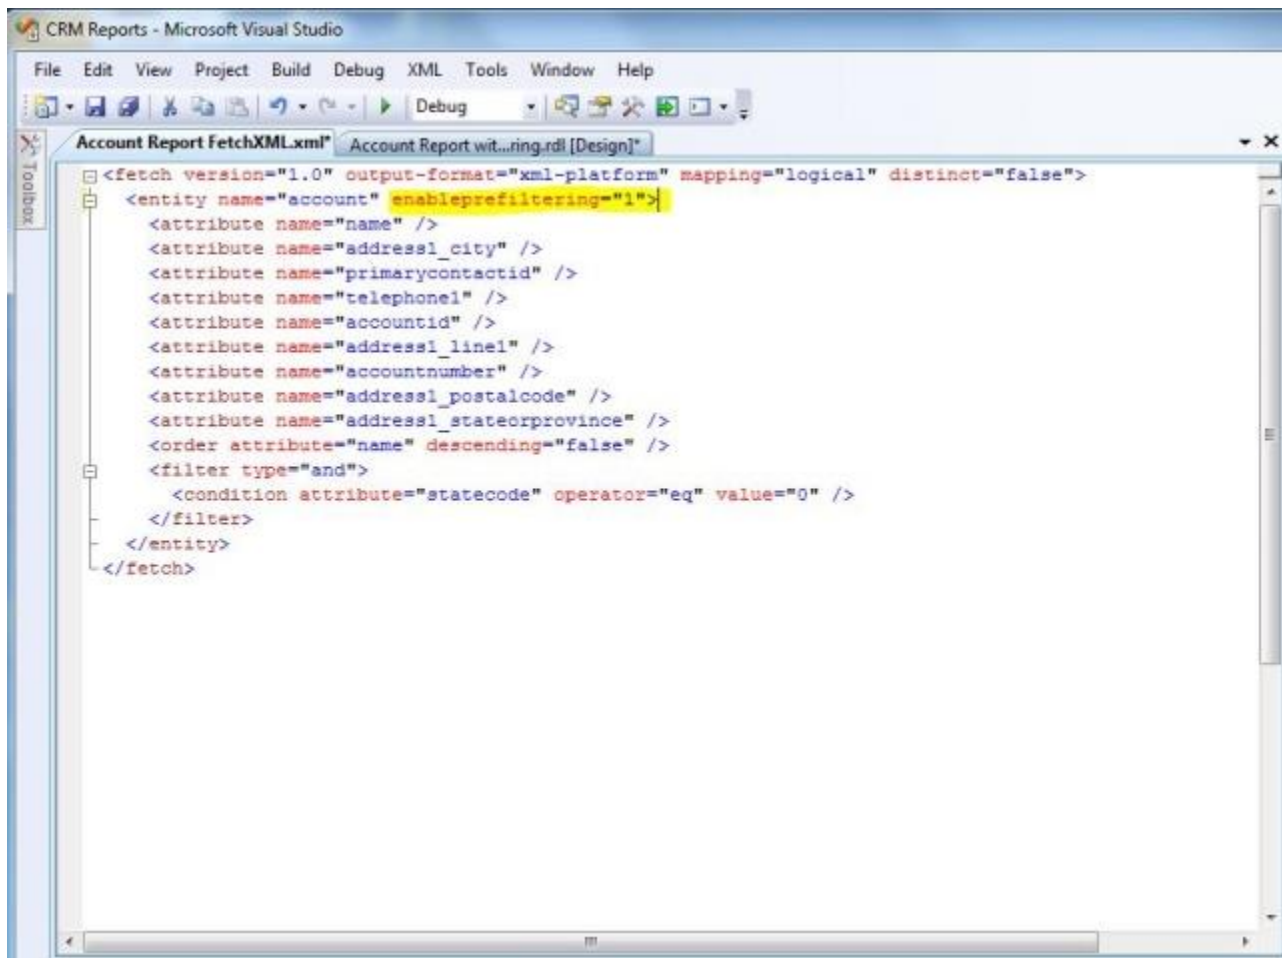 CRM Reports - Microsoft Visual Studio
File Edit View Project Build Debug XML Tools Window Help
Debug
Account Report FetchXML.xml* Account Report wit...ring.rdl [Design]*
Toolbox
<fetch version="1.0" output-format="xml-platform" mapping="logical" distinct="false">
<entity name="account" enableprefiltering="1">
<attribute name="name" />
<attribute name="address1_city" />
<attribute name="primarycontactid" />
<attribute name="telephone1" />
<attribute name="accountid" />
<attribute name="address1_line1" />
<attribute name="accountnumber" />
<attribute name="address1_postalcode" />
<attribute name="address1_stateorprovince" />
<order attribute="name" descending="false" />
<filter type="and">
<condition attribute="statecode" operator="eq" value="0" />
</filter>
</entity>
</fetch>